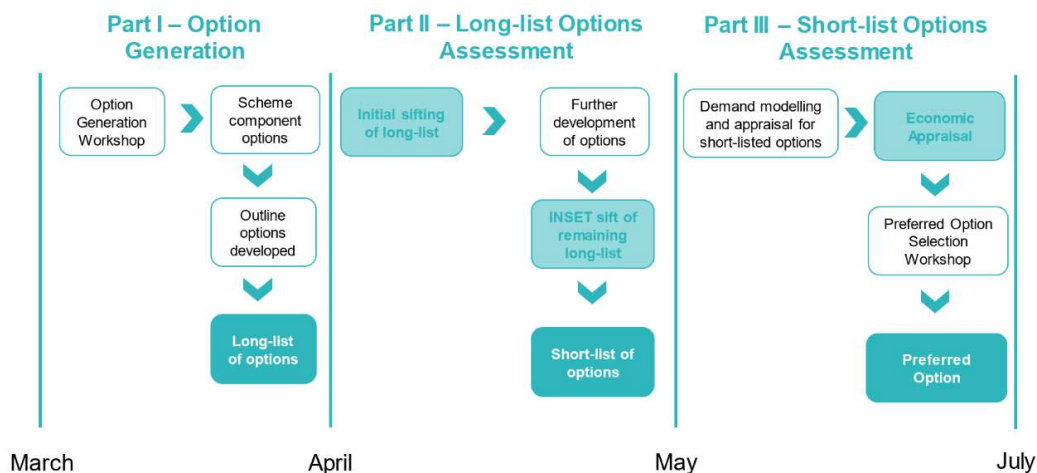 Part I – Option
Generation
Part II – Long-list Options
Assessment
Part III – Short-list Options
Assessment
Option
Generation
Workshop
Scheme
component
options
Outline
options
developed
Long-list
of options
Initial sifting
of long-list
Further
development
of options
INSET sift of
remaining
long-list
Short-list of
options
Demand modelling
and appraisal for
short-listed options
Economic
Appraisal
Preferred Option
Selection
Workshop
Preferred
Option
March
April
May
July